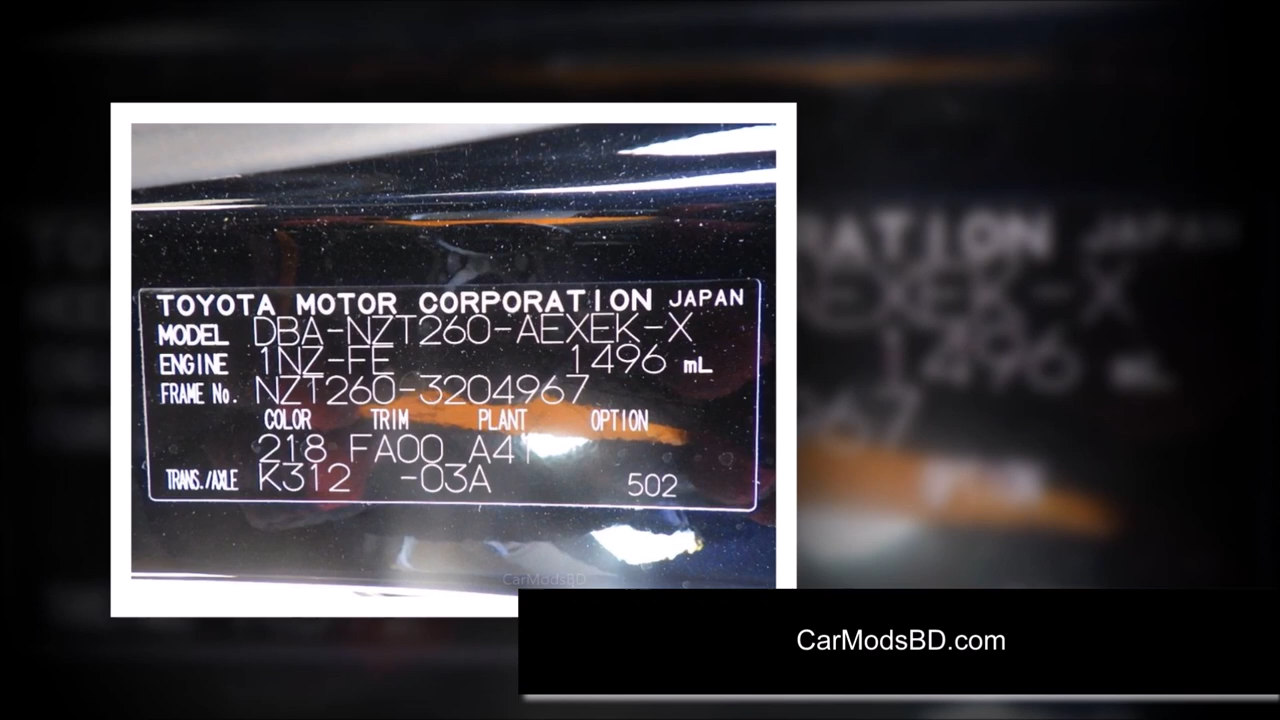 TOYOTA MOTOR CORPORATION JAPAN
MODEL DBA-NZT260-AEXEK-X
ENGINE 1NZ-FE 1496 mL
FRAME No. NZT260-3204967
COLOR TRIM PLANT OPTION
218 FA00 A41
TRANS./AXLE K312 -03A 502
CarModsBD
CarModsBD.com